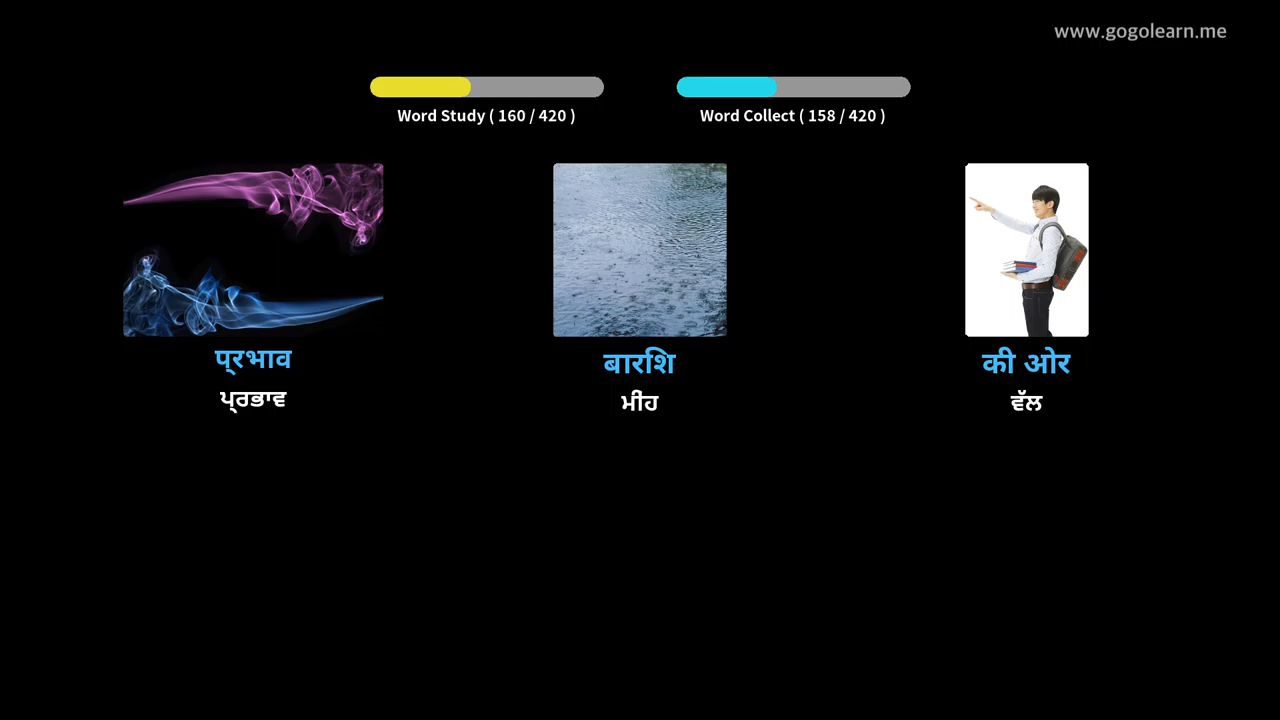 www.gogolearn.me
Word Study ( 160 / 420 )
Word Collect ( 158 / 420 )
प्रभाव
ਪ੍ਰਭਾਵ
बारिश
ਮੀਂਹ
की ओर
ਵੱਲ